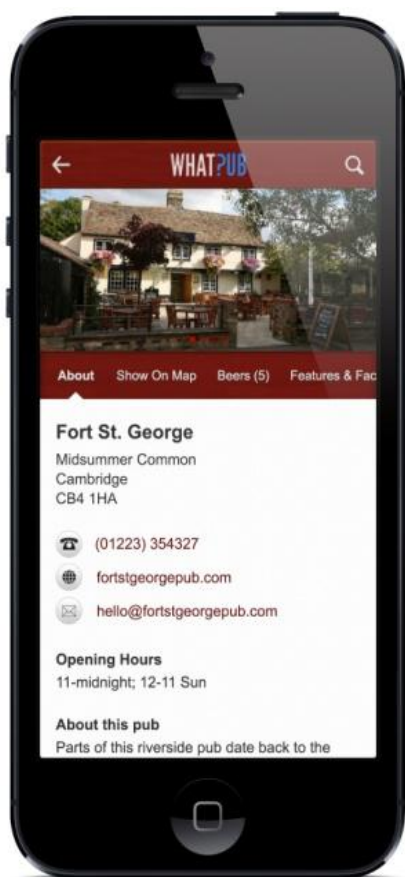 WHAT?UB
About Show On Map Beers (5) Features & Fac
Fort St. George
Midsummer Common
Cambridge
CB4 1HA
(01223) 354327
fortstgeorgepub.com
hello@fortstgeorgepub.com
Opening Hours
11-midnight; 12-11 Sun
About this pub
Parts of this riverside pub date back to the